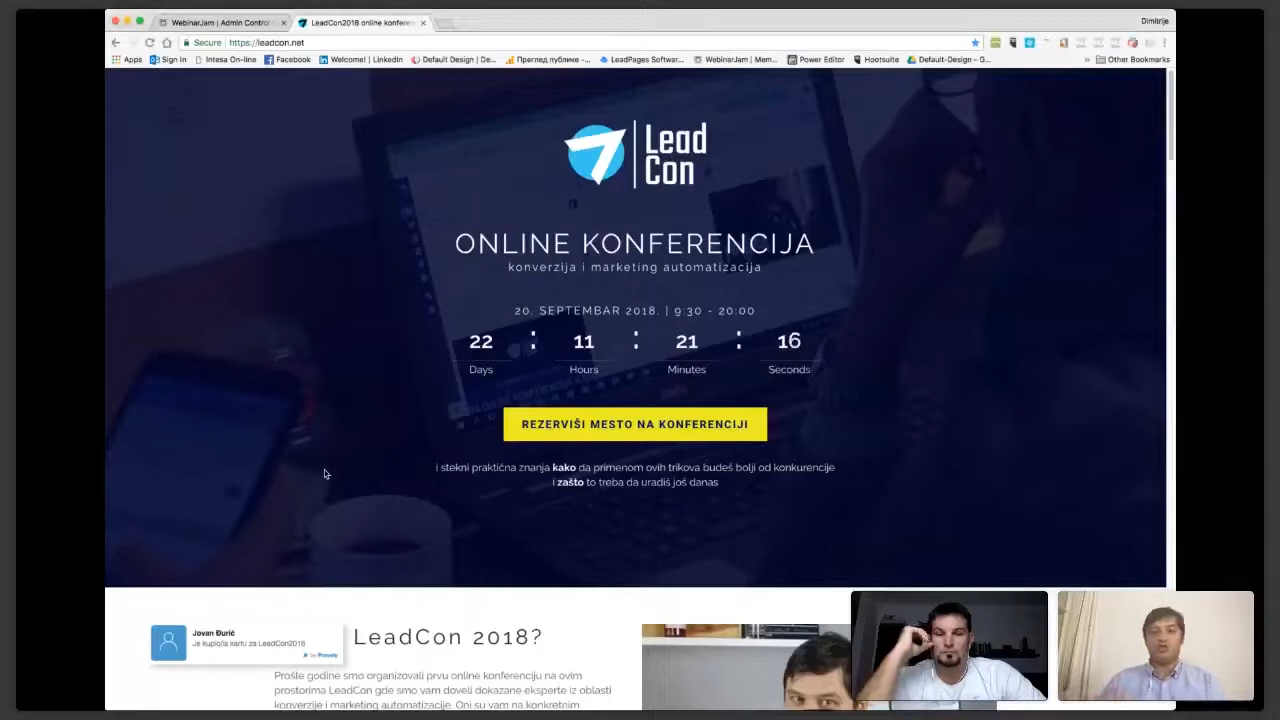 WebinarJam | Admin Control
LeadCon2018 online konferen
Dimitrije
Secure | https://leadcon.net
Apps
Sign In
Intesa On-line
Facebook
Welcome! | LinkedIn
Default Design | De...
Преглед публике -...
LeadPages Softwar...
WebinarJam | Mem...
Power Editor
Hootsuite
Default-Design – G...
Other Bookmarks
Lead
Con
ONLINE KONFERENCIJA
konverzija i marketing automatizacija
20. SEPTEMBAR 2018. | 9:30 - 20:00
22 : 11 : 21 : 16
Days Hours Minutes Seconds
REZERVIŠI MESTO NA KONFERENCIJI
i stekni praktična znanja kako da primenom ovih trikova budeš bolji od konkurencije
i zašto to treba da uradiš još danas
Jovan Đurić
Je kupio/la kartu za LeadCon2018
by Provely
LeadCon 2018?
Prošle godine smo organizovali prvu online konferenciju na ovim
prostorima LeadCon gde smo vam doveli dokazane eksperte iz oblasti
konverzije i marketing automatizacije. Oni su vam na konkretnim